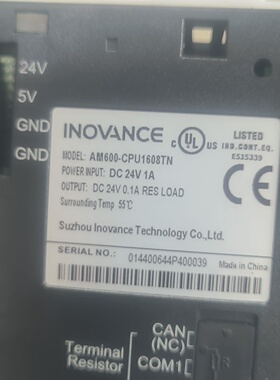 24V
5V
GND
GND
INOVANCE
c UL US LISTED
IND.CONT.EQ.
E535339
MODEL: AM600-CPU1608TN
POWER INPUT: DC 24V 1A
OUTPUT: DC 24V 0.1A RES LOAD
Surrounding Temp 55℃
Suzhou Inovance Technology Co.,Ltd.
SERIAL NO.: 014400644P400039 Made in China
Terminal
Resistor
CAN
(NC)
COM1